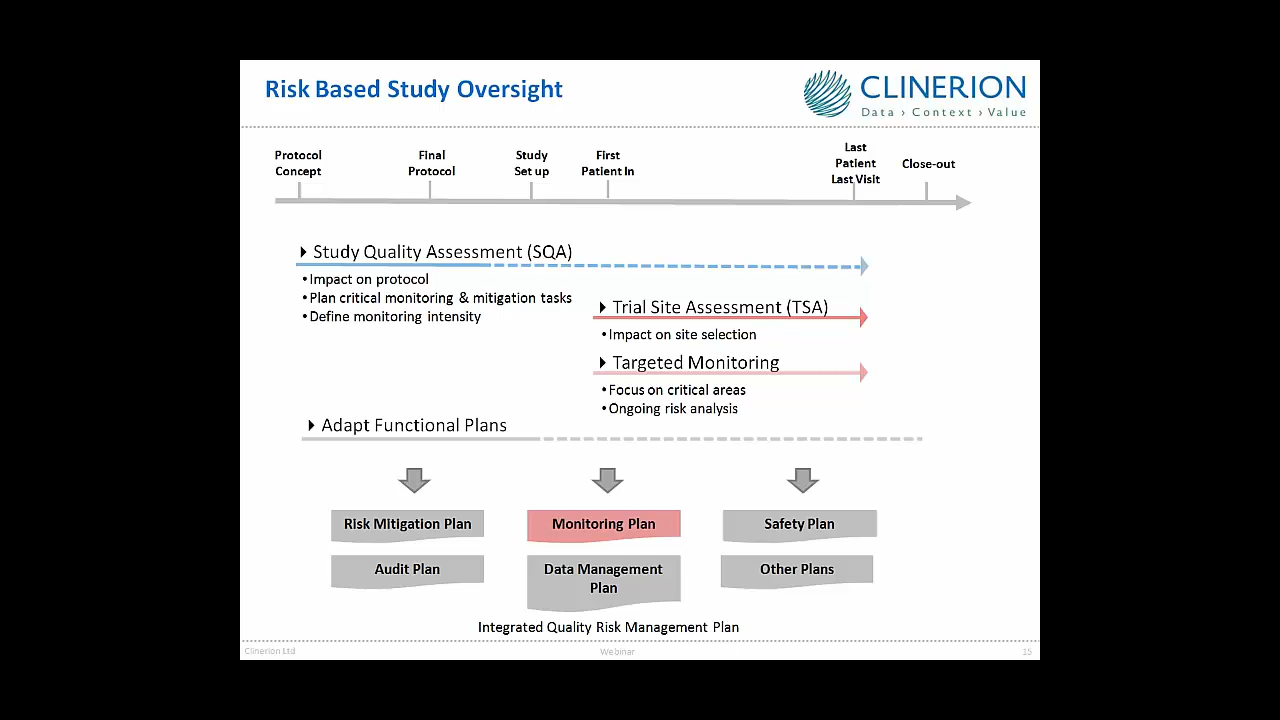 Risk Based Study Oversight
CLINERION
Data › Context › Value
Protocol
Concept
Final
Protocol
Study
Set up
First
Patient In
Last
Patient
Last Visit
Close-out
Study Quality Assessment (SQA)
•Impact on protocol
•Plan critical monitoring & mitigation tasks
•Define monitoring intensity
Trial Site Assessment (TSA)
•Impact on site selection
Targeted Monitoring
•Focus on critical areas
•Ongoing risk analysis
Adapt Functional Plans
Risk Mitigation Plan
Monitoring Plan
Safety Plan
Audit Plan
Data Management
Plan
Other Plans
Integrated Quality Risk Management Plan
Clinerion Ltd
Webinar
15